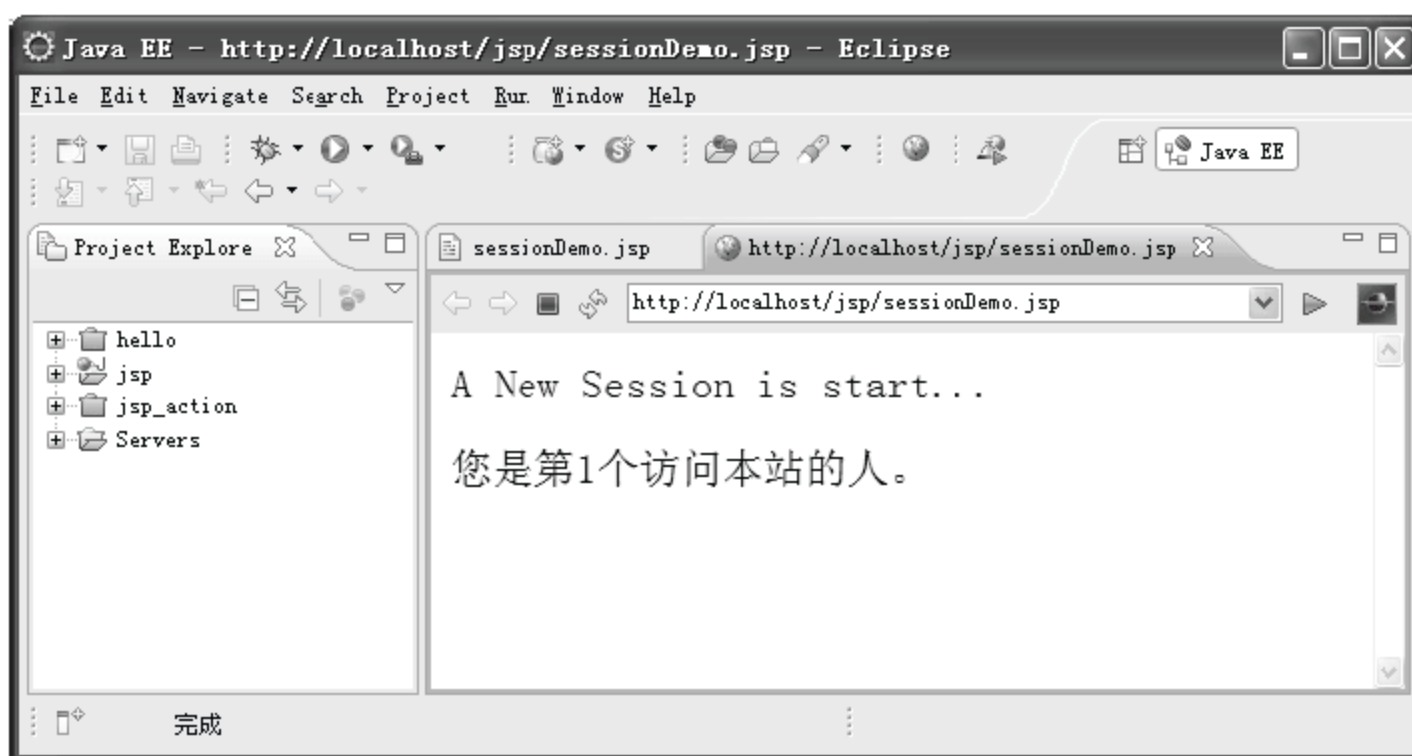 Java EE - http://localhost/jsp/sessionDemo.jsp - Eclipse
File Edit Navigate Search Project Run Window Help
Java EE
Project Explore
sessionDemo.jsp
http://localhost/jsp/sessionDemo.jsp
http://localhost/jsp/sessionDemo.jsp
hello
jsp
jsp_action
Servers
A New Session is start...
您是第1个访问本站的人。
完成